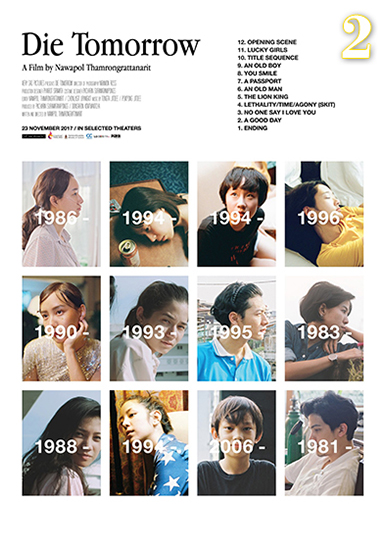 Die Tomorrow
A Film by Nawapol Thamrongrattanarit
23 NOVEMBER 2017 / IN SELECTED THEATERS
12. OPENING SCENE
11. LUCKY GIRLS
10. TITLE SEQUENCE
9. AN OLD BOY
8. YOU SMILE
7. A PASSPORT
6. AN OLD MAN
5. THE LION KING
4. LETHALITY/TIME/AGONY (SKIT)
3. NO ONE SAY I LOVE YOU
2. A GOOD DAY
1. ENDING
2
1986 -
1994 -
1994 -
1996 -
1990 -
1993 -
1995 -
1983 -
1988 -
1994 -
2006 -
1981 -